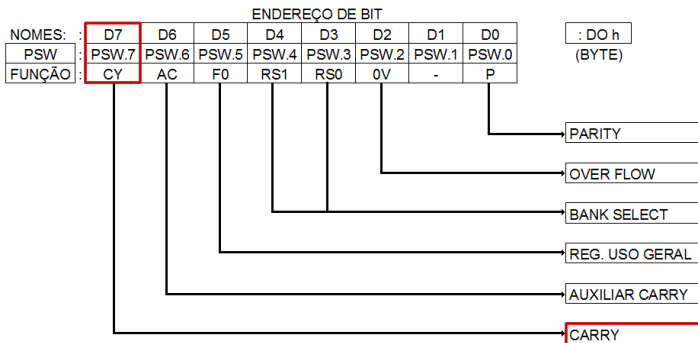 ENDEREÇO DE BIT
NOMES: : D7 D6 D5 D4 D3 D2 D1 D0 : DO h
PSW : PSW.7 PSW.6 PSW.5 PSW.4 PSW.3 PSW.2 PSW.1 PSW.0 (BYTE)
FUNÇÃO : CY AC F0 RS1 RS0 0V - P
PARITY
OVER FLOW
BANK SELECT
REG. USO GERAL
AUXILIAR CARRY
CARRY